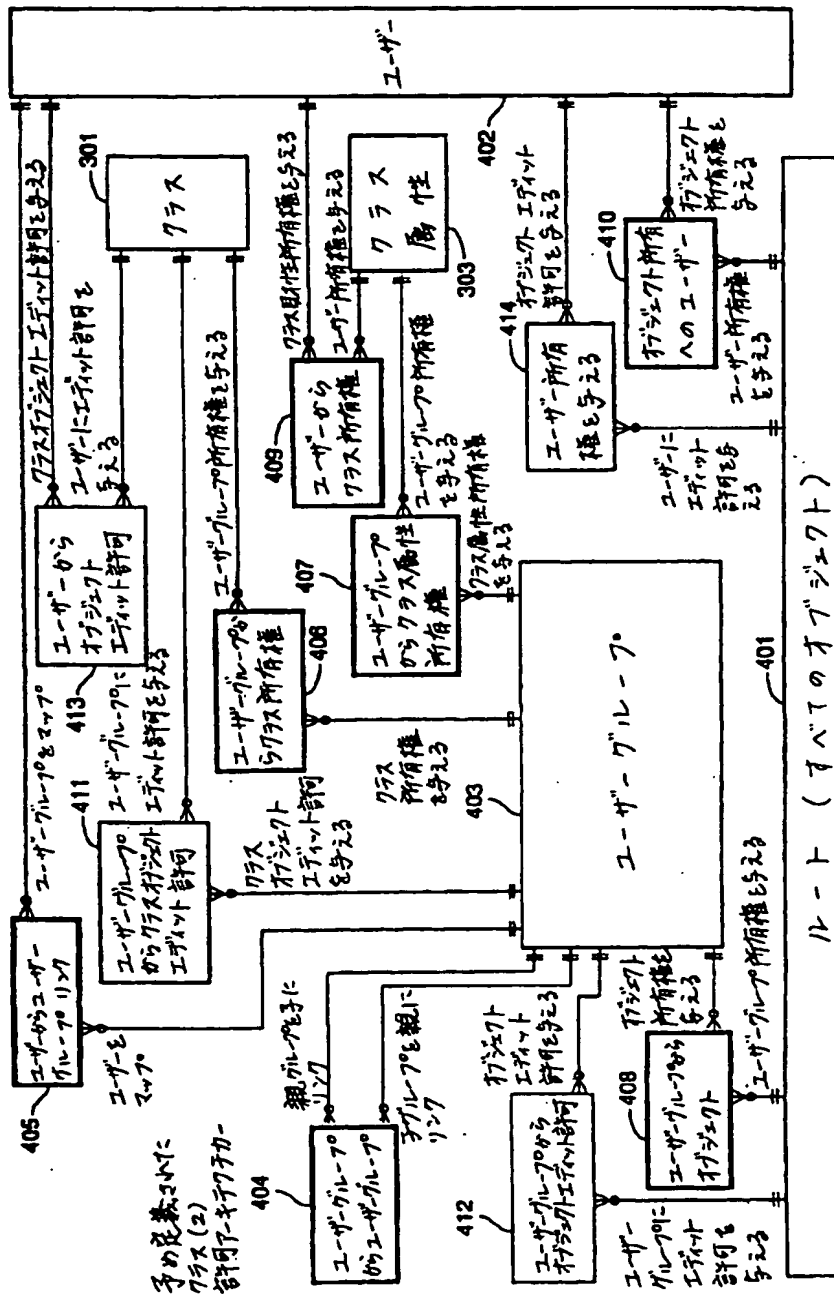 予め定義された
クラス(2)
許可アーキテクチャー
405
ユーザーからユーザー
グループリンク
ユーザーグループをマップ
ユーザーを
マップ
411
ユーザーグループ
からクラスオブジェクト
エディット許可
ユーザーグループに
エディット許可を与える
クラス
オブジェクト
エディット許可
を与える
413
ユーザーから
オブジェクト
エディット許可
クラスオブジェクトエディット許可を与える
ユーザーにエディット許可を
与える
301
クラス
406
ユーザーグループか
らクラス所有権
ユーザーグループ所有権を与える
クラス
所有権
を与える
409
ユーザーから
クラス所有権
クラス属性所有権を与える
ユーザー所有権を与える
クラス
属性
303
407
ユーザーグループ
からクラス属性
所有権
ユーザーグループ所有権
を与える
クラス属性所有権
を与える
402
ユーザー
414
ユーザー所有
権を与える
オブジェクトエディット
許可を与える
ユーザーに
エディット
許可を与
える
410
オブジェクト所有
へのユーザー
オブジェクト
所有権を
与える
ユーザー所有権
を与える
403
ユーザーグループ
404
ユーザーグループ
からユーザーグループ
親グループを子に
リンク
子グループを親に
リンク
412
ユーザーグループから
オブジェクトエディット許可
オブジェクト
エディット
許可を与える
ユーザー
グループに
エディット
許可を
与える
408
ユーザーグループから
オブジェクト
オブジェクト
所有権を
与える
ユーザーグループ所有権を与える
401
ルート(すべてのオブジェクト)